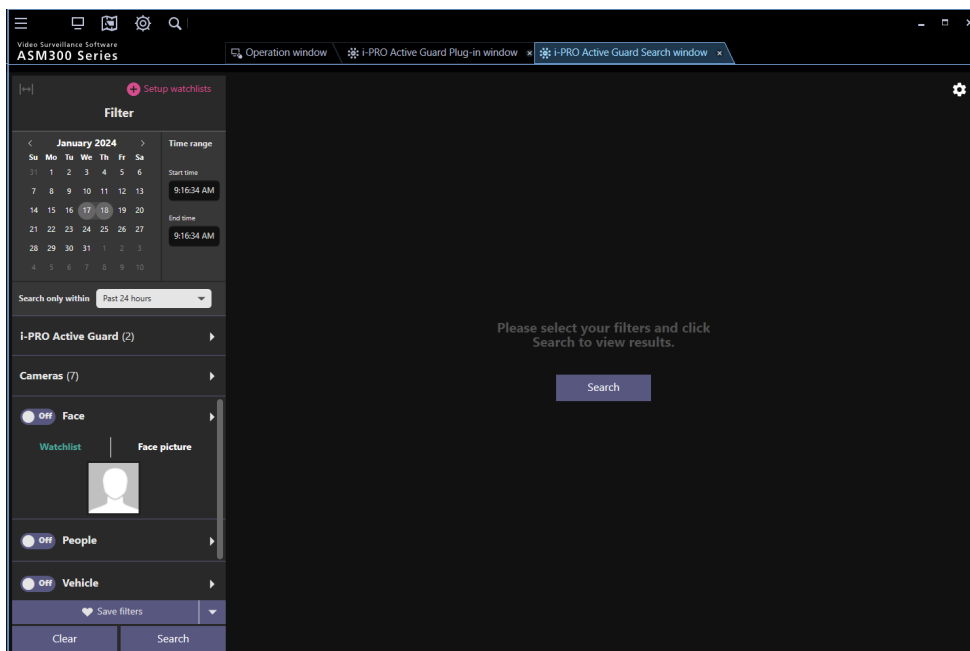 Video Surveillance Software
ASM300 Series
Operation window
i-PRO Active Guard Plug-in window ×
i-PRO Active Guard Search window ×
Setup watchlists
Filter
< January 2024 >
Su Mo Tu We Th Fr Sa
31 1 2 3 4 5 6
7 8 9 10 11 12 13
14 15 16 17 18 19 20
21 22 23 24 25 26 27
28 29 30 31 1 2 3
4 5 6 7 8 9 10
Time range
Start time
9:16:34 AM
End time
9:16:34 AM
Search only within Past 24 hours
i-PRO Active Guard (2)
Cameras (7)
Off Face
Watchlist Face picture
Off People
Off Vehicle
Save filters
Clear Search
Please select your filters and click
Search to view results.
Search